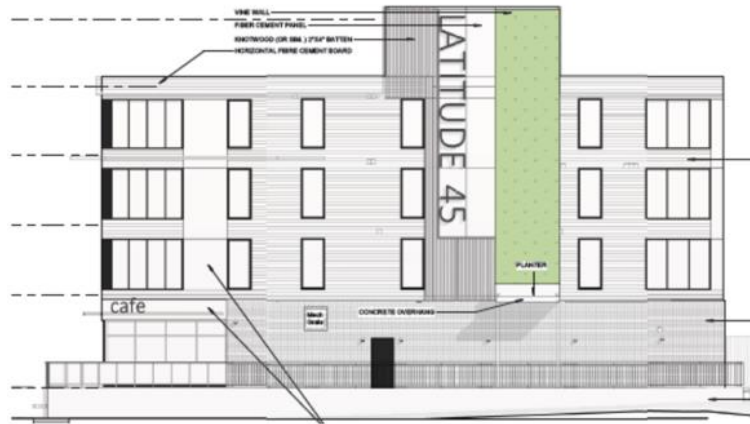 VINE WALL
FIBER CEMENT PANEL
KNOTWOOD (OR SIM.) 2"X4" BATTEN
HORIZONTAL FIBRE CEMENT BOARD
LATITUDE 45
PLANTER
cafe
CONCRETE OVERHANG
Mech